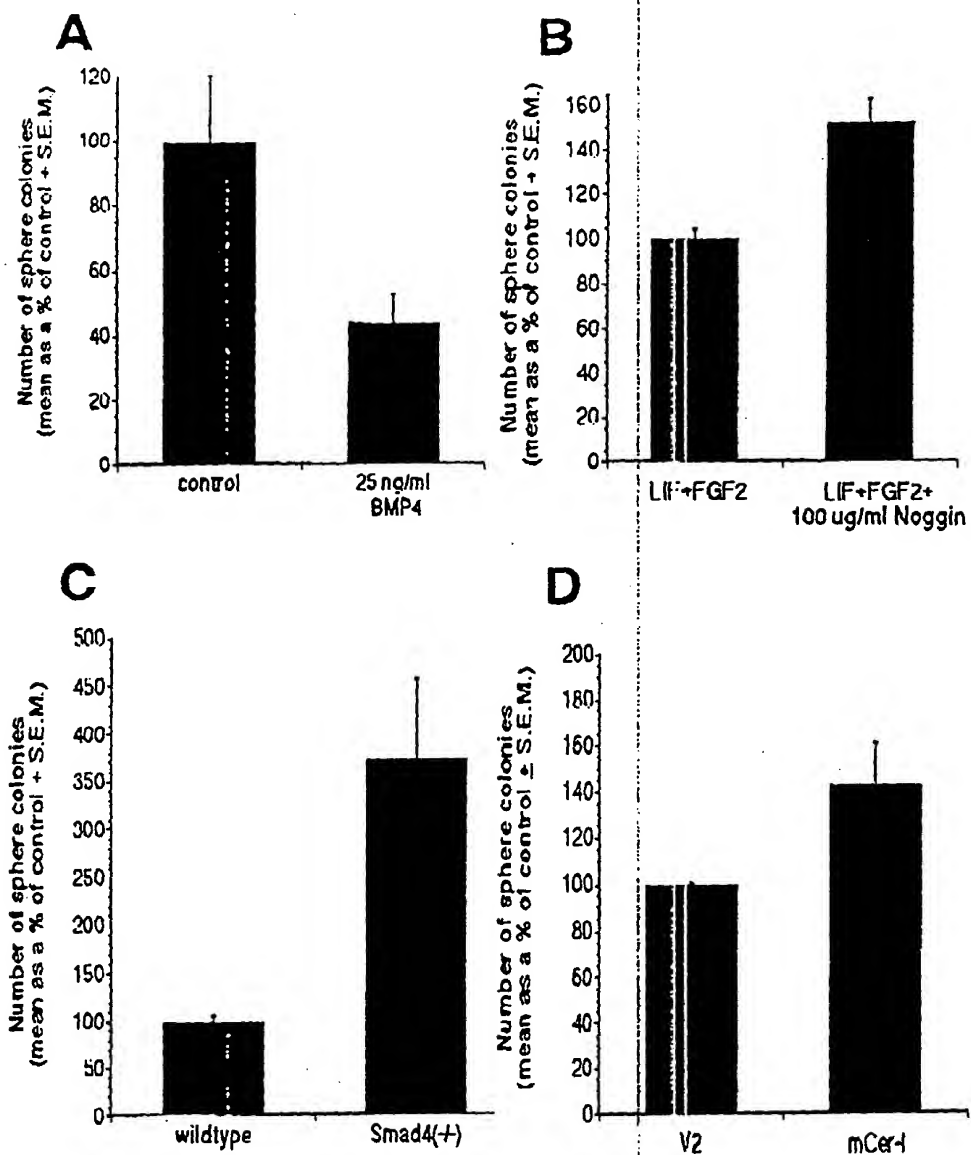 A
Number of sphere colonies
(mean as a % of control + S.E.M.)
120
100
80
60
40
20
0
control
25 ng/ml
BMP4
B
Number of sphere colonies
(mean as a % of control + S.E.M.)
160
140
120
100
80
60
40
20
0
LIF+FGF2
LIF+FGF2+
100 ug/ml Noggin
C
Number of sphere colonies
(mean as a % of control + S.E.M.)
500
450
400
350
300
250
200
150
100
50
0
wildtype
Smad4(-/-)
D
Number of sphere colonies
(mean as a % of control ± S.E.M.)
200
180
160
140
120
100
80
60
40
20
0
V2
mCer-l